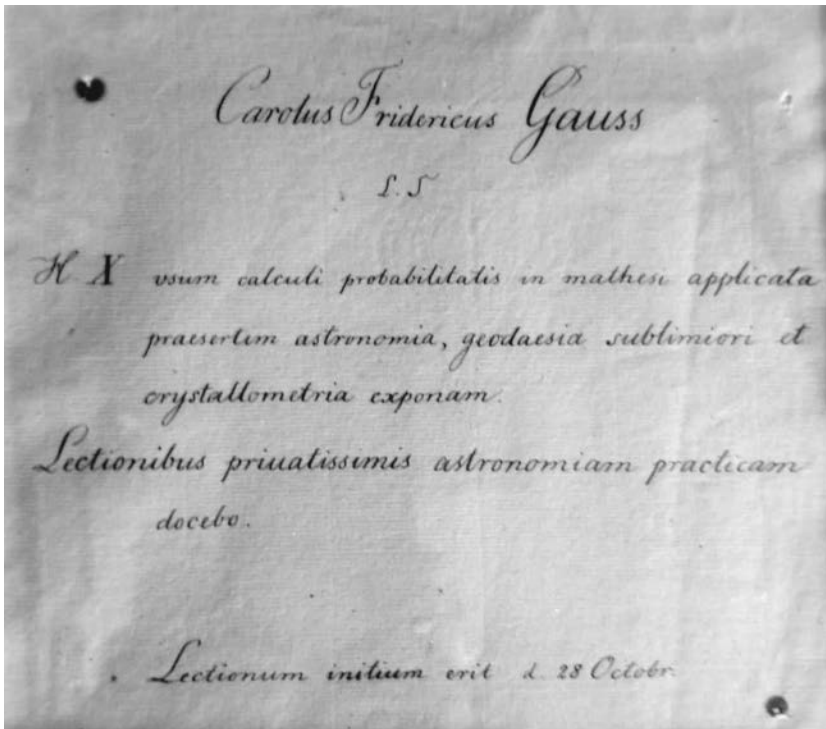 Carolus Fridericus Gauss
L. S
H X usum calculi probabilitatis in mathesi applicata
praesertim astronomia, geodaesia sublimiori et
crystallometria exponam.
Lectionibus priuatissimis astronomiam practicam
docebo.
Lectionum initium erit d. 28 Octobr.